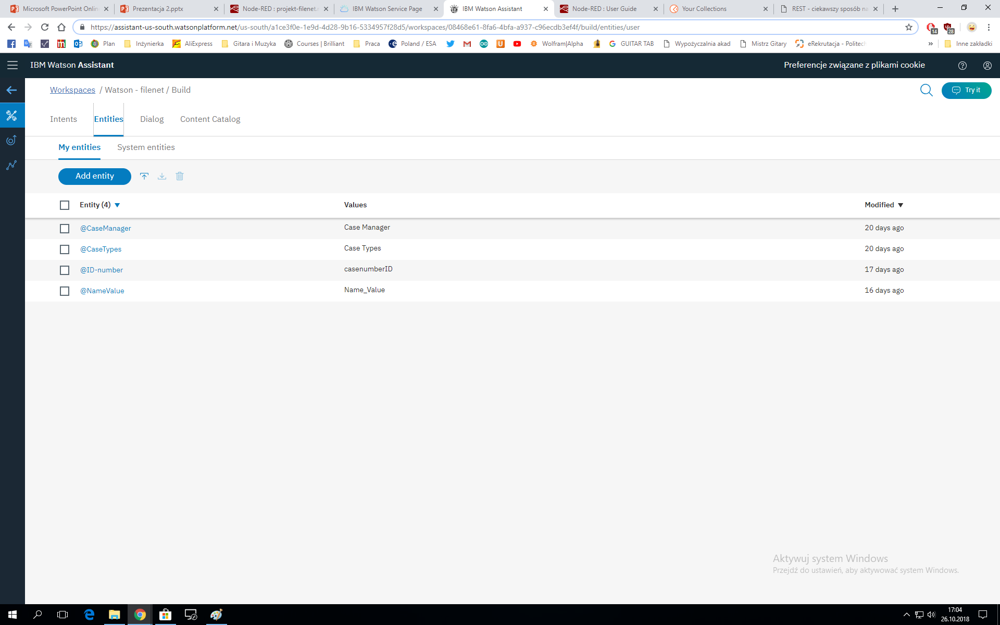 Microsoft PowerPoint Onlin
Prezentacja 2.pptx
Node-RED : projekt-filenet.r
IBM Watson Service Page
IBM Watson Assistant
Node-RED : User Guide
Your Collections
REST - ciekawszy sposób na
https://assistant-us-south.watsonplatform.net/us-south/a1ce3f0e-1e9d-4d28-9b16-5334957f28d5/workspaces/08468e61-8fa6-4bfa-a937-c96ecdb3ef4f/build/entities/user
14
28
Plan
Inżynierka
AliExpress
Gitara i Muzyka
Courses | Brilliant
Praca
Poland / ESA
Wolfram|Alpha
GUITAR TAB
Wypożyczalnia akad
Mistrz Gitary
eRekrutacja - Politech
»
Inne zakładki
IBM Watson Assistant
Preferencje związane z plikami cookie
Workspaces / Watson - filenet / Build
Try it
Intents
Entities
Dialog
Content Catalog
My entities
System entities
Add entity
Entity (4)
Values
Modified
@CaseManager
Case Manager
20 days ago
@CaseTypes
Case Types
20 days ago
@ID-number
casenumberID
17 days ago
@NameValue
Name_Value
16 days ago
Aktywuj system Windows
Przejdź do ustawień, aby aktywować system Windows.
17:04
26.10.2018